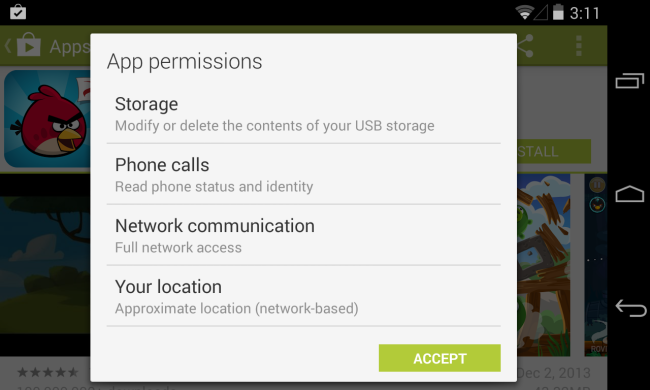 3:11
Apps
App permissions
Storage
Modify or delete the contents of your USB storage
Phone calls
Read phone status and identity
STALL
Network communication
Full network access
Your location
Approximate location (network-based)
ROVI
ACCEPT
Dec 2, 2013